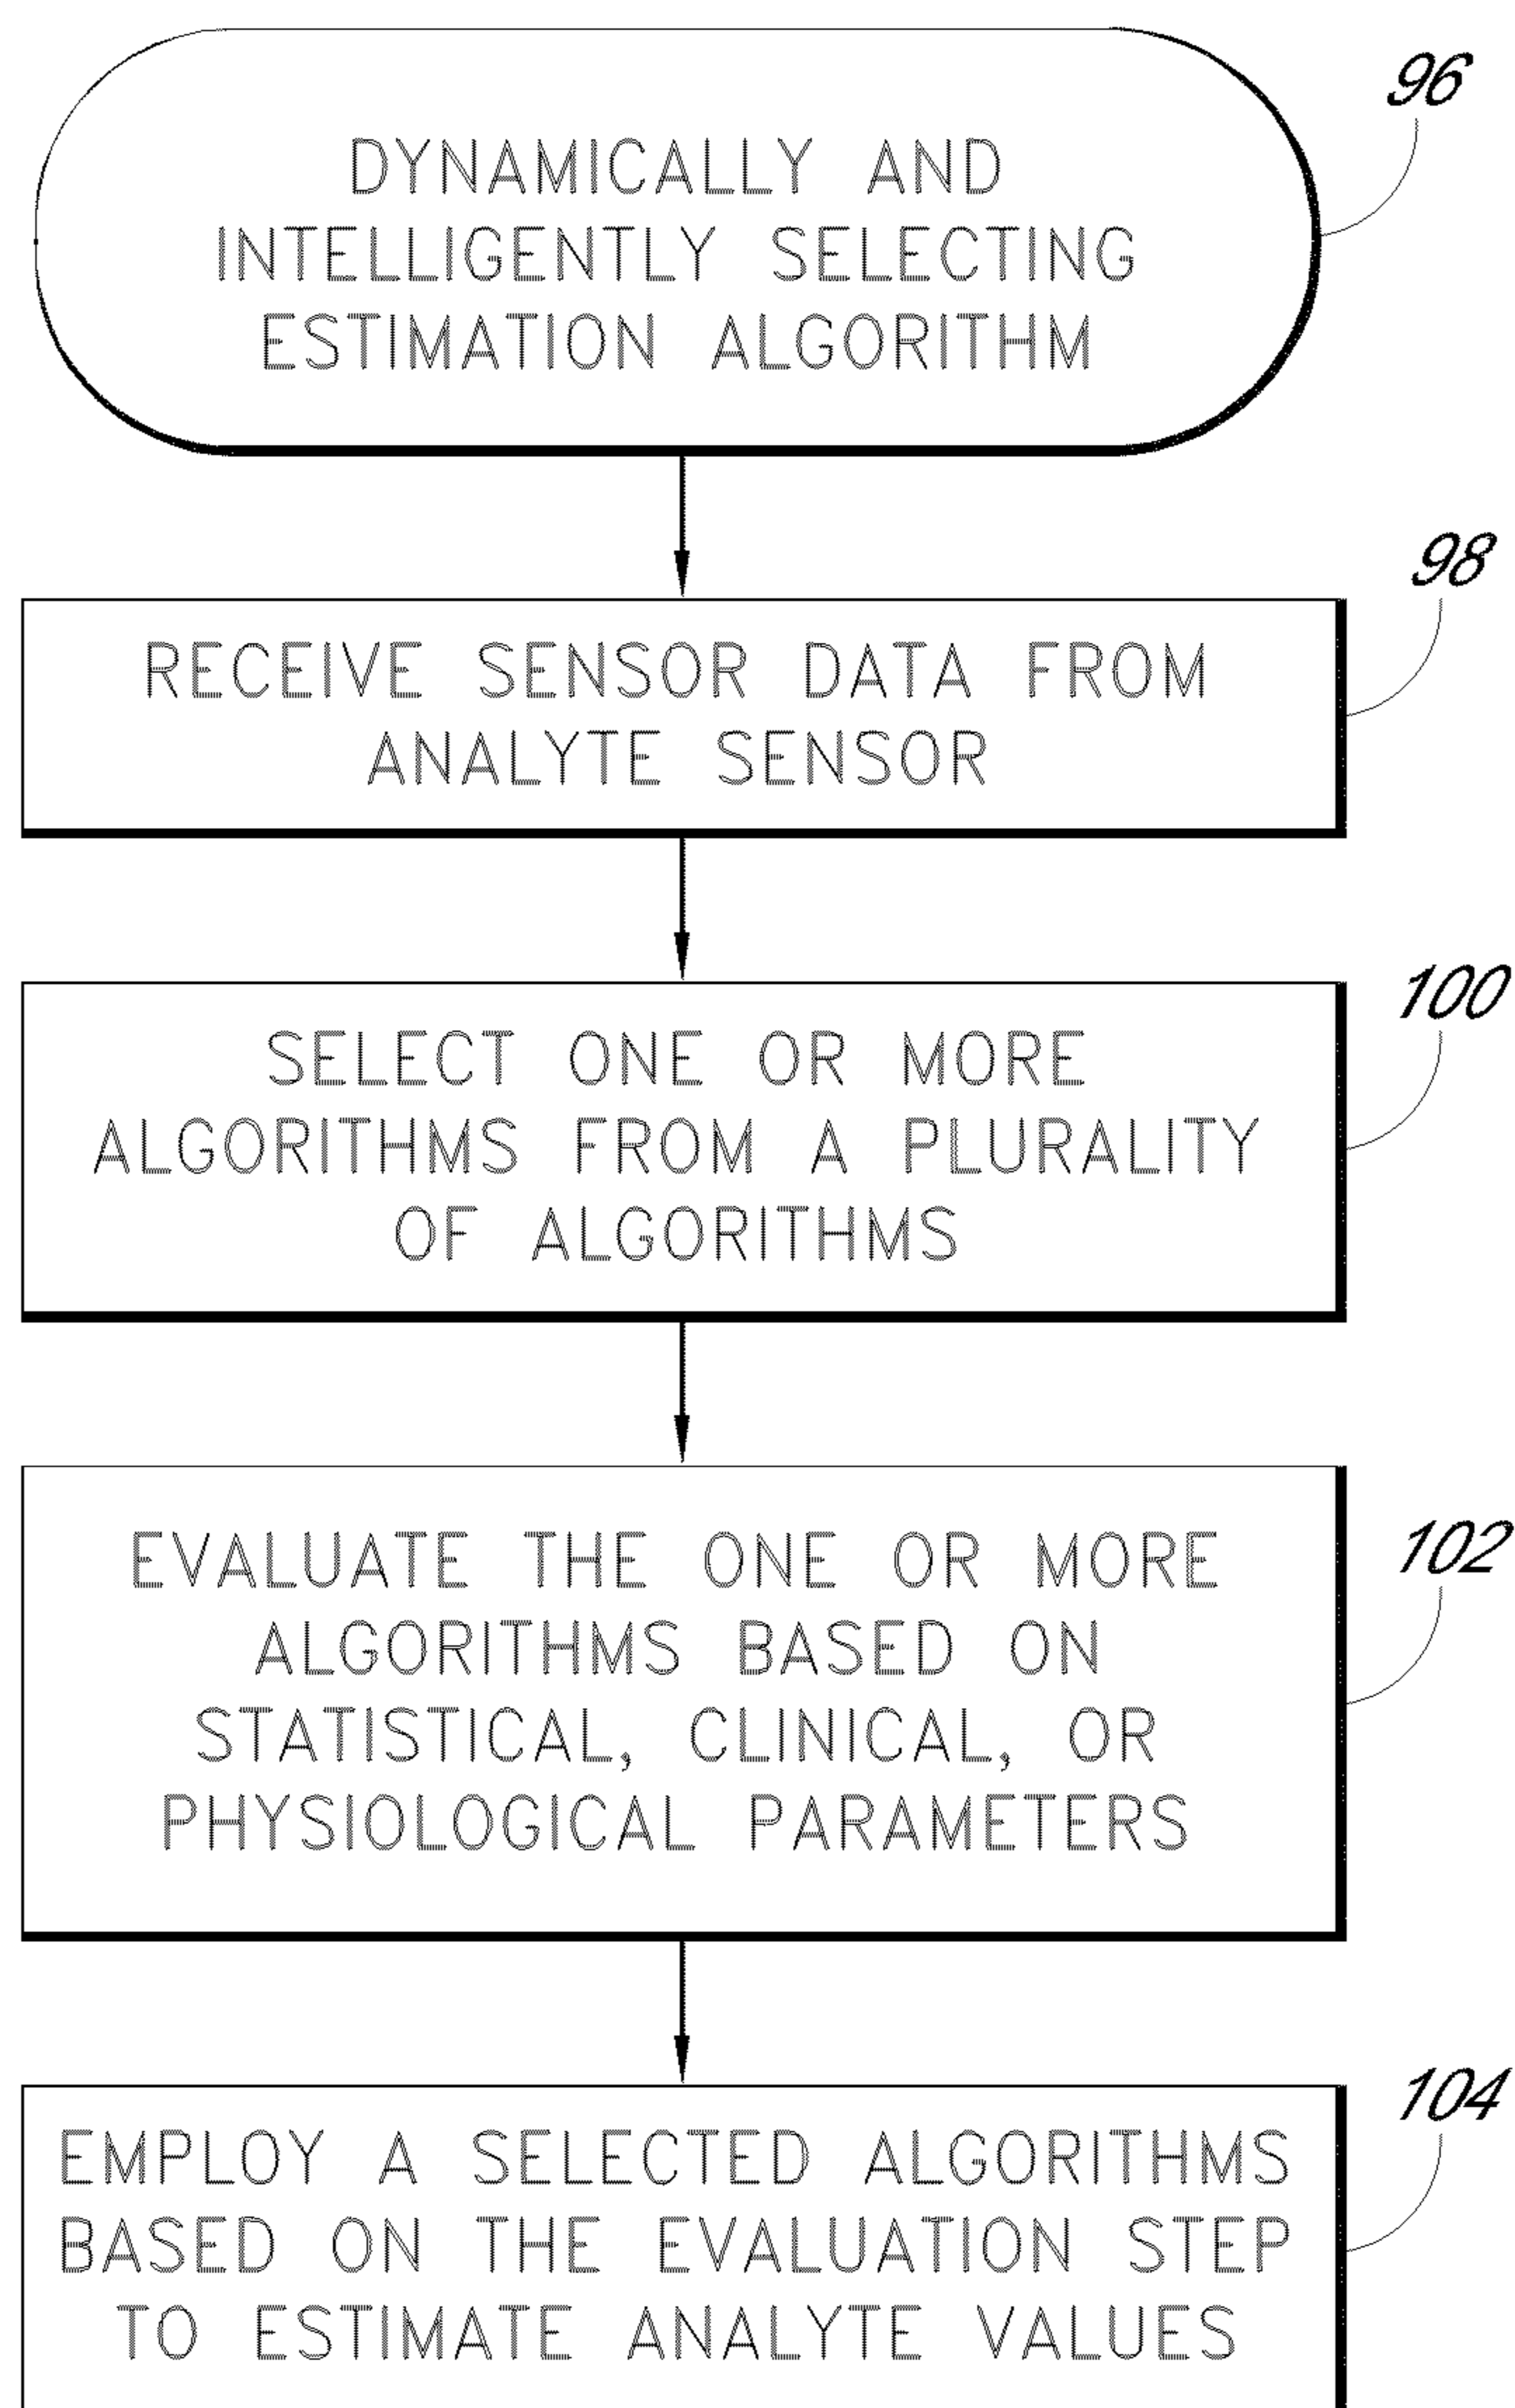 96
DYNAMICALLY AND
INTELLIGENTLY SELECTING
ESTIMATION ALGORITHM
98
RECEIVE SENSOR DATA FROM
ANALYTE SENSOR
100
SELECT ONE OR MORE
ALGORITHMS FROM A PLURALITY
OF ALGORITHMS
102
EVALUATE THE ONE OR MORE
ALGORITHMS BASED ON
STATISTICAL, CLINICAL, OR
PHYSIOLOGICAL PARAMETERS
104
EMPLOY A SELECTED ALGORITHMS
BASED ON THE EVALUATION STEP
TO ESTIMATE ANALYTE VALUES